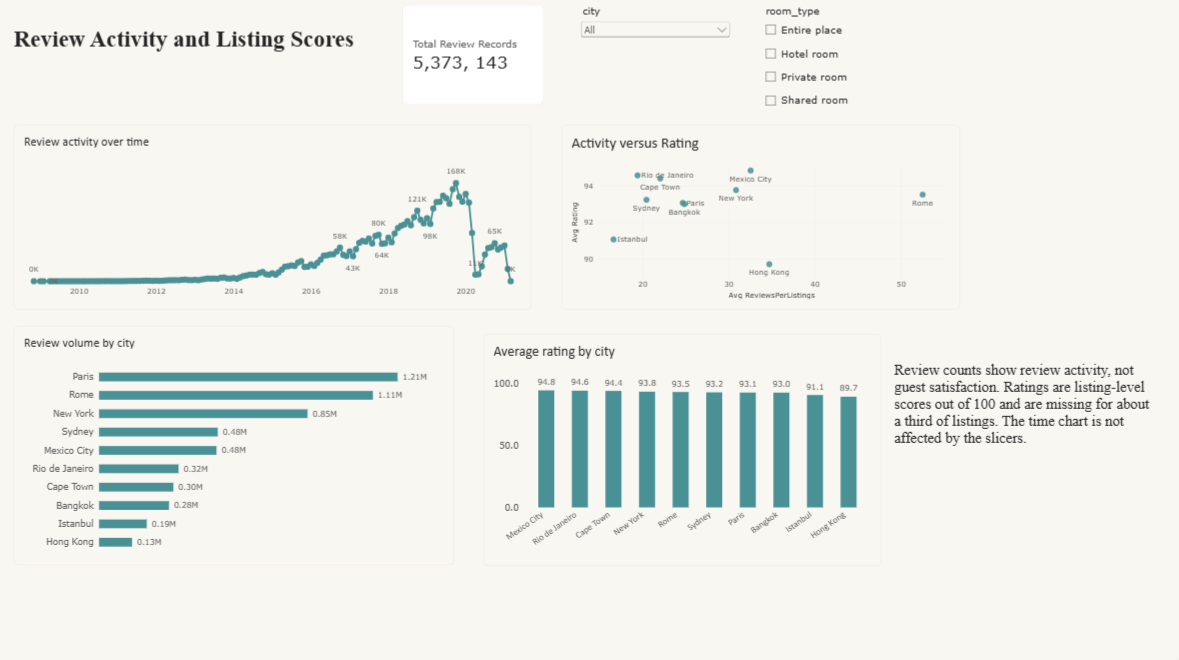 Review Activity and Listing Scores
Total Review Records
5,373, 143
city
All
room_type
Entire place
Hotel room
Private room
Shared room
Review activity over time
168K
121K
98K
80K
64K
58K
43K
65K
0K
2010
2012
2014
2016
2018
2020
Activity versus Rating
Avg Rating
94
92
90
Rio de Janeiro
Cape Town
Mexico City
New York
Sydney
Paris
Bangkok
Rome
Istanbul
Hong Kong
20
30
40
50
Avg ReviewsPerListings
Review volume by city
Paris 1.21M
Rome 1.11M
New York 0.85M
Sydney 0.48M
Mexico City 0.48M
Rio de Janeiro 0.32M
Cape Town 0.30M
Bangkok 0.28M
Istanbul 0.19M
Hong Kong 0.13M
Average rating by city
100.0
50.0
0.0
94.8
94.6
94.4
93.8
93.5
93.2
93.1
93.0
91.1
89.7
Mexico City
Rio de Janeiro
Cape Town
New York
Rome
Sydney
Paris
Bangkok
Istanbul
Hong Kong
Review counts show review activity, not
guest satisfaction. Ratings are listing-level
scores out of 100 and are missing for about
a third of listings. The time chart is not
affected by the slicers.